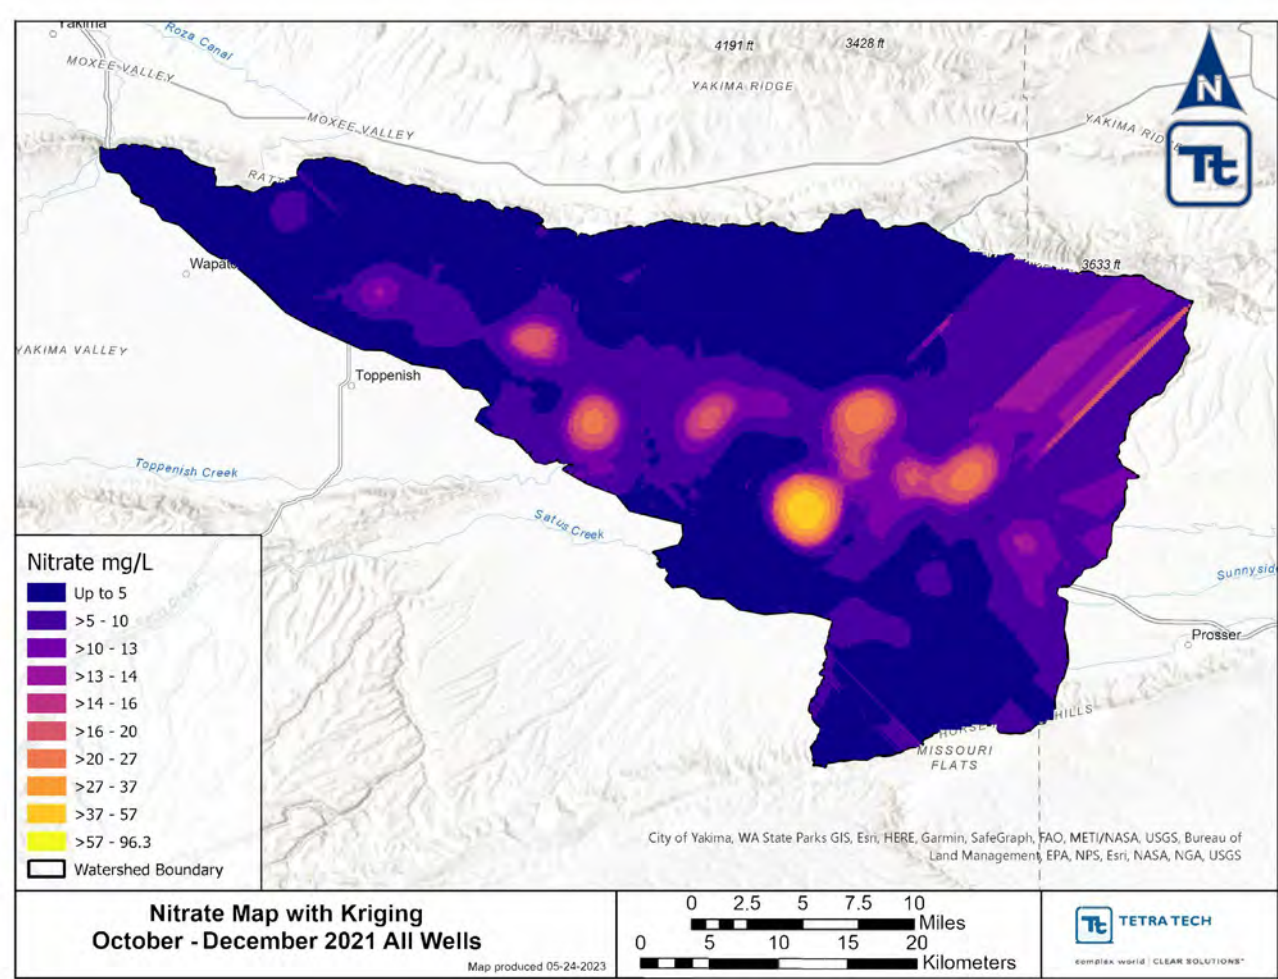 Yakima
Roza Canal
4191 ft
3428 ft
MOXEE VALLEY
YAKIMA RIDGE
N
MOXEE VALLEY
YAKIMA RIDGE
Tt
RATT
Wapato
3633 ft
YAKIMA VALLEY
Toppenish
Toppenish Creek
Satus Creek
Sunnyside
Prosser
HORSE HILLS
MISSOURI
FLATS
Nitrate mg/L
Up to 5
>5 - 10
>10 - 13
>13 - 14
>14 - 16
>16 - 20
>20 - 27
>27 - 37
>37 - 57
>57 - 96.3
Watershed Boundary
City of Yakima, WA State Parks GIS, Esri, HERE, Garmin, SafeGraph, FAO, METI/NASA, USGS, Bureau of
Land Management, EPA, NPS, Esri, NASA, NGA, USGS
Nitrate Map with Kriging
October - December 2021 All Wells
Map produced 05-24-2023
0 2.5 5 7.5 10
Miles
0 5 10 15 20
Kilometers
Tt TETRA TECH
complex world | CLEAR SOLUTIONS™